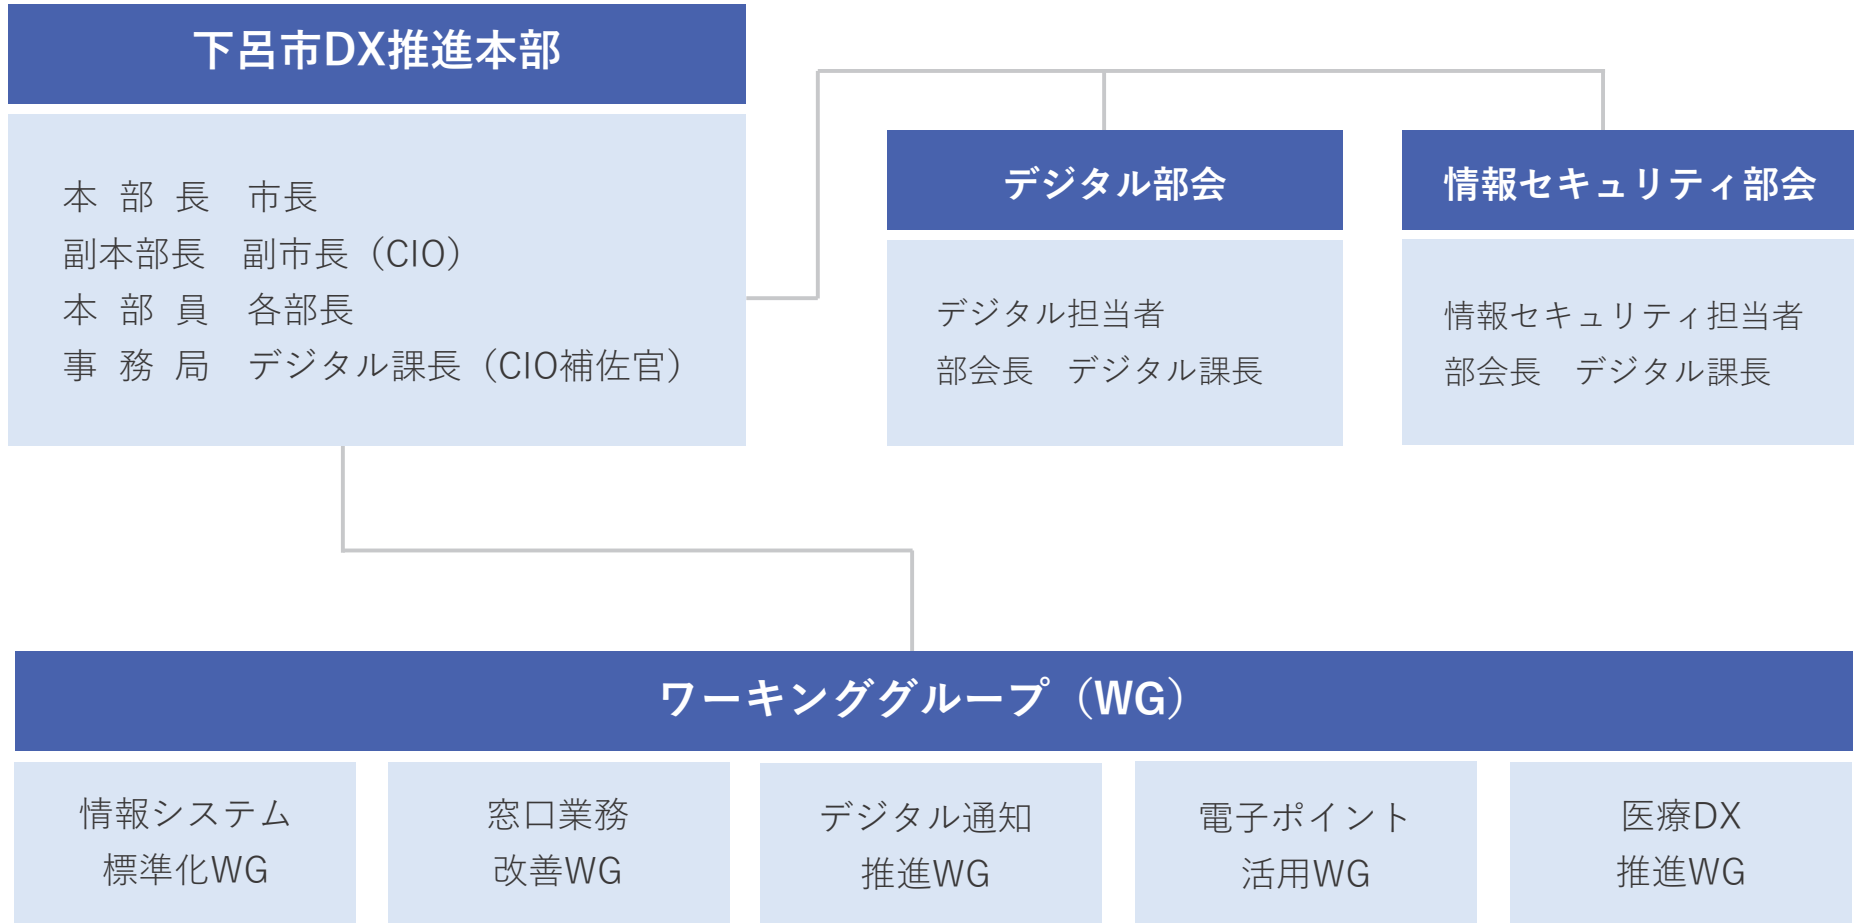 下呂市DX推進本部
本 部 長　市長
副本部長　副市長（CIO）
本 部 員　各部長
事 務 局　デジタル課長（CIO補佐官）
デジタル部会
デジタル担当者
部会長　デジタル課長
情報セキュリティ部会
情報セキュリティ担当者
部会長　デジタル課長
ワーキンググループ（WG）
情報システム
標準化WG
窓口業務
改善WG
デジタル通知
推進WG
電子ポイント
活用WG
医療DX
推進WG